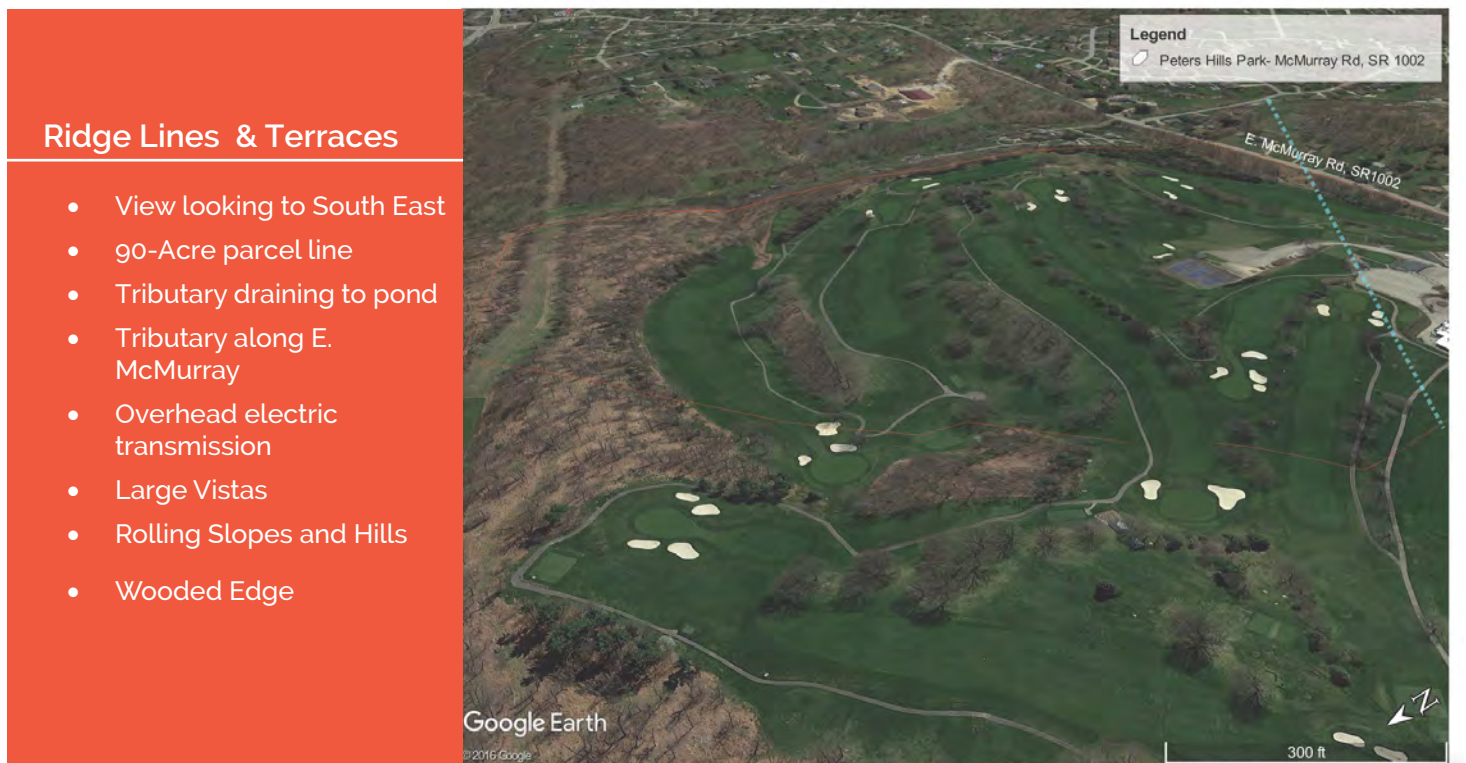 Ridge Lines & Terraces
• View looking to South East
• 90-Acre parcel line
• Tributary draining to pond
• Tributary along E.
McMurray
• Overhead electric
transmission
• Large Vistas
• Rolling Slopes and Hills
• Wooded Edge
Legend
Peters Hills Park- McMurray Rd, SR 1002
E. McMurray Rd, SR1002
Google Earth
© 2016 Google
N
300 ft